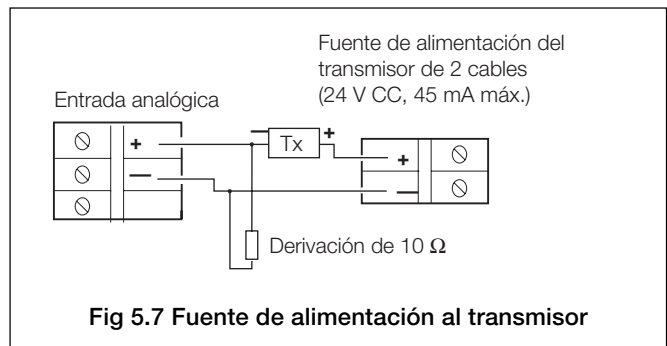 Fuente de alimentación del
transmisor de 2 cables
(24 V CC, 45 mA máx.)
Entrada analógica
+
—
— Tx +
+
—
Derivación de 10 Ω
Fig 5.7 Fuente de alimentación al transmisor